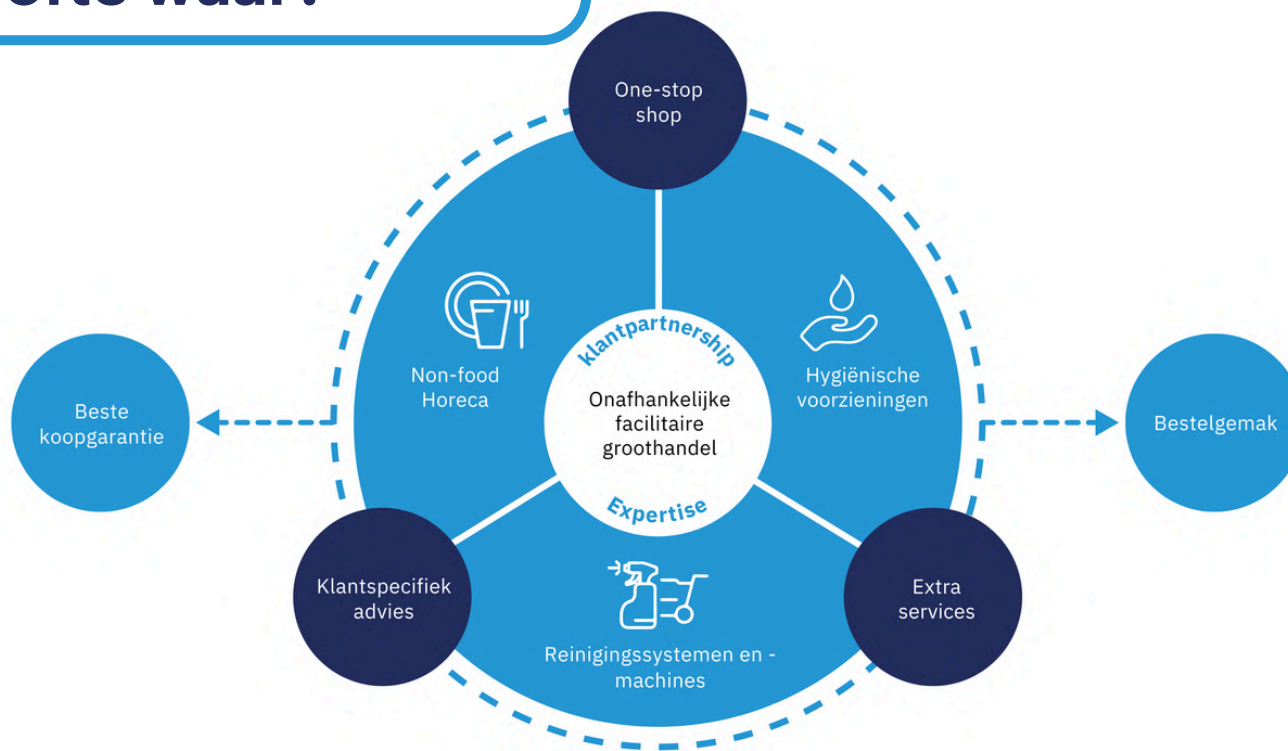 waar?
One-stop
shop
klantpartnership
Non-food
Horeca
Hygiënische
voorzieningen
Onafhankelijke
facilitaire
groothandel
Beste
koopgarantie
Bestelgemak
Expertise
Klantspecifiek
advies
Extra
services
Reinigingssystemen en -
machines